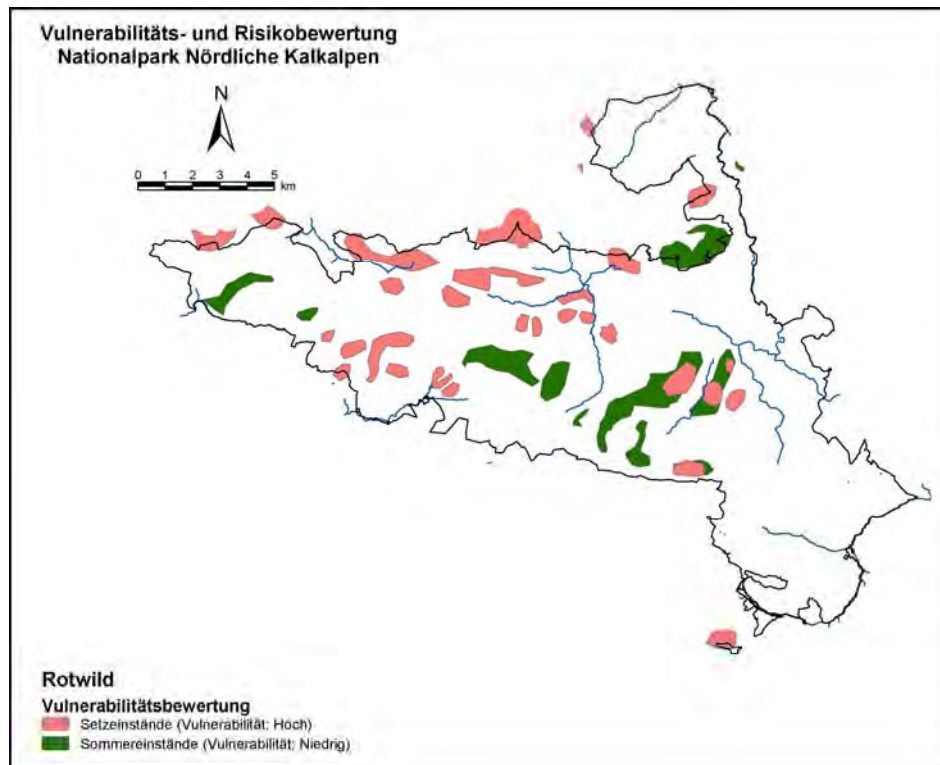 Vulnerabilitäts- und Risikobewertung
Nationalpark Nördliche Kalkalpen
N
0 1 2 3 4 5
km
Rotwild
Vulnerabilitätsbewertung
Setzeinstände (Vulnerabilität: Hoch)
Sommereinstände (Vulnerabilität: Niedrig)